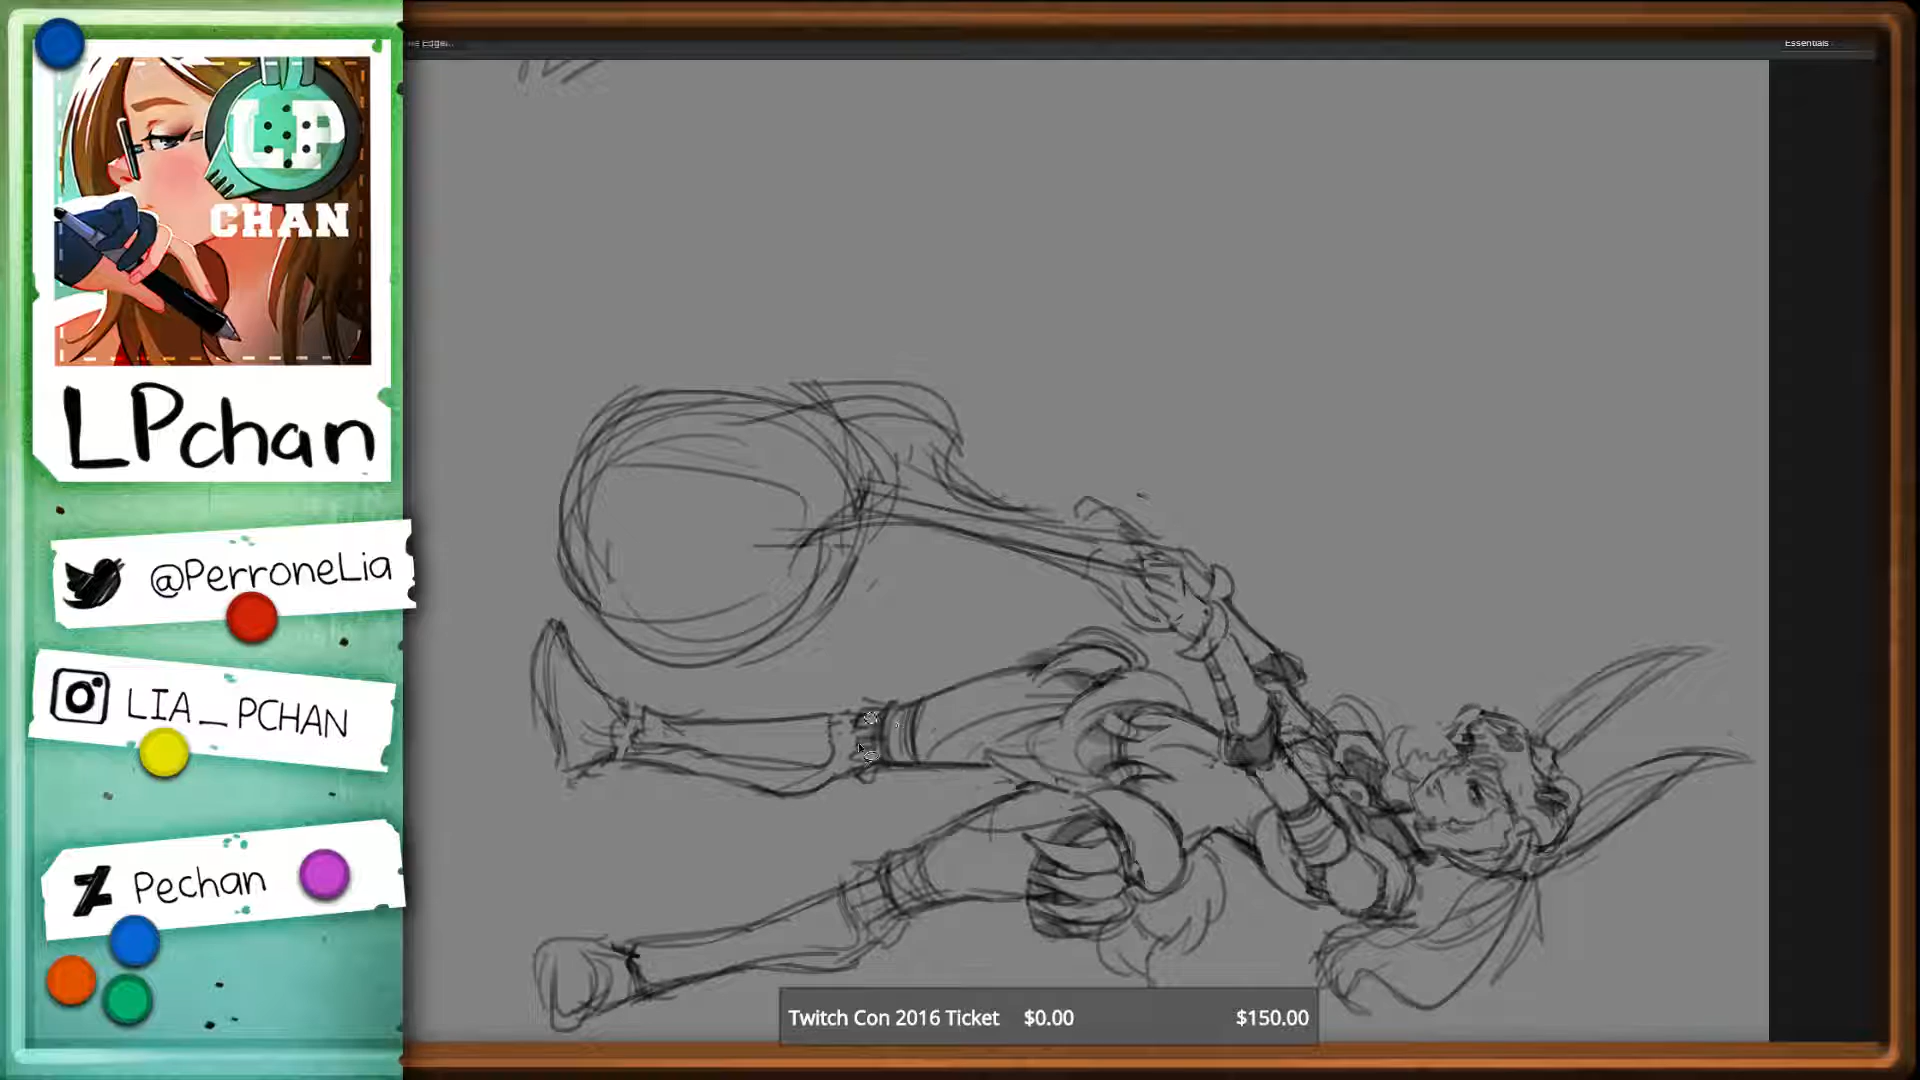 Essentials
LP
CHAN
LPchan
@PerroneLia
LIA_PCHAN
Pechan
Twitch Con 2016 Ticket $0.00 $150.00